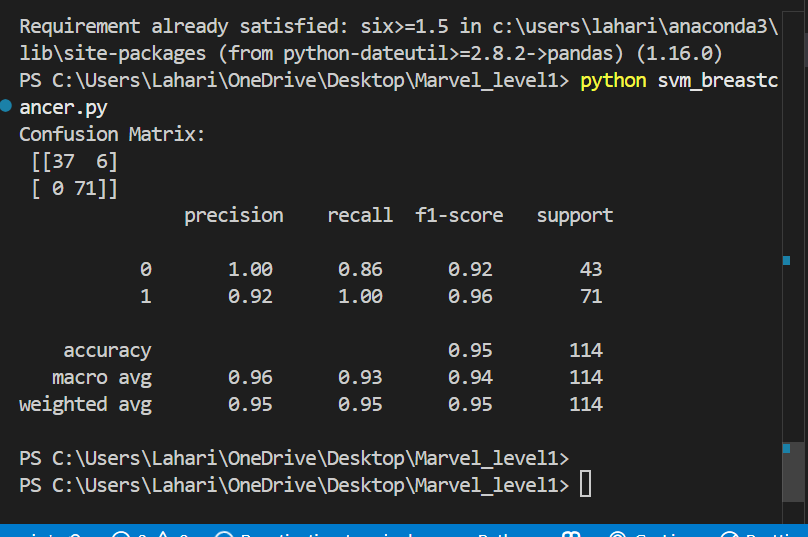 Requirement already satisfied: six>=1.5 in c:\users\lahari\anaconda3\
lib\site-packages (from python-dateutil>=2.8.2->pandas) (1.16.0)
PS C:\Users\Lahari\OneDrive\Desktop\Marvel_level1> python svm_breastc
ancer.py
Confusion Matrix:
[[37  6]
[ 0 71]]
precision    recall  f1-score   support
0       1.00      0.86      0.92        43
1       0.92      1.00      0.96        71
accuracy                           0.95       114
macro avg       0.96      0.93      0.94       114
weighted avg       0.95      0.95      0.95       114
PS C:\Users\Lahari\OneDrive\Desktop\Marvel_level1>
PS C:\Users\Lahari\OneDrive\Desktop\Marvel_level1>